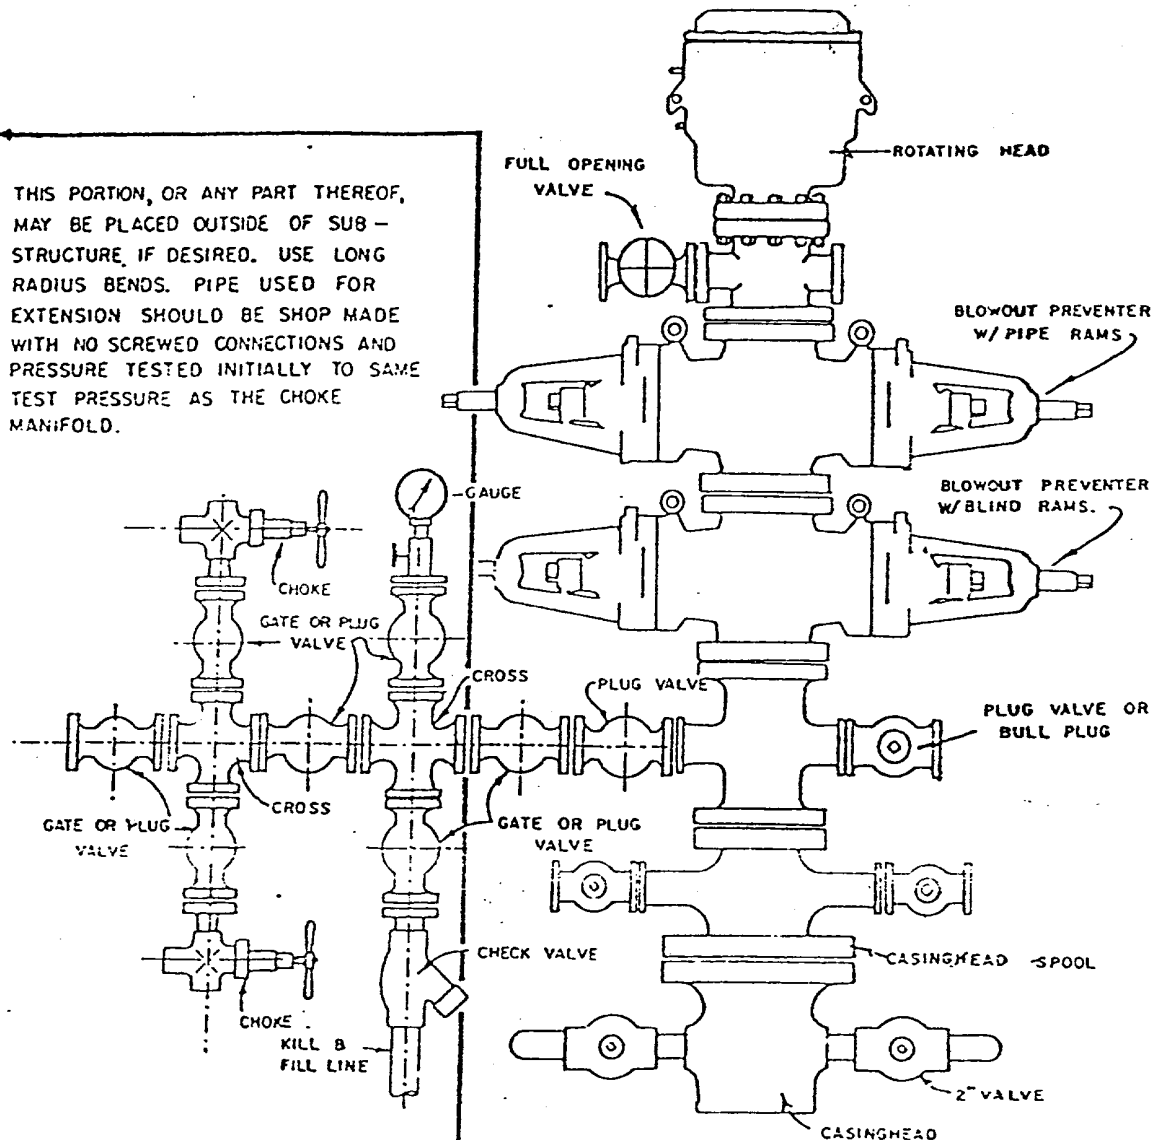 ROTATING HEAD
FULL OPENING
VALVE
THIS PORTION, OR ANY PART THEREOF,
MAY BE PLACED OUTSIDE OF SUB-
STRUCTURE, IF DESIRED. USE LONG
RADIUS BENDS. PIPE USED FOR
EXTENSION SHOULD BE SHOP MADE
WITH NO SCREWED CONNECTIONS AND
PRESSURE TESTED INITIALLY TO SAME
TEST PRESSURE AS THE CHOKE
MANIFOLD.
BLOWOUT PREVENTER
W/ PIPE RAMS
GAUGE
BLOWOUT PREVENTER
W/ BLIND RAMS.
CHOKE
GATE OR PLUG
VALVE
CROSS
PLUG VALVE
PLUG VALVE OR
BULL PLUG
CROSS
GATE OR PLUG
VALVE
GATE OR PLUG
VALVE
CHECK VALVE
CASINGHEAD SPOOL
CHOKE
KILL &
FILL LINE
2" VALVE
CASINGHEAD